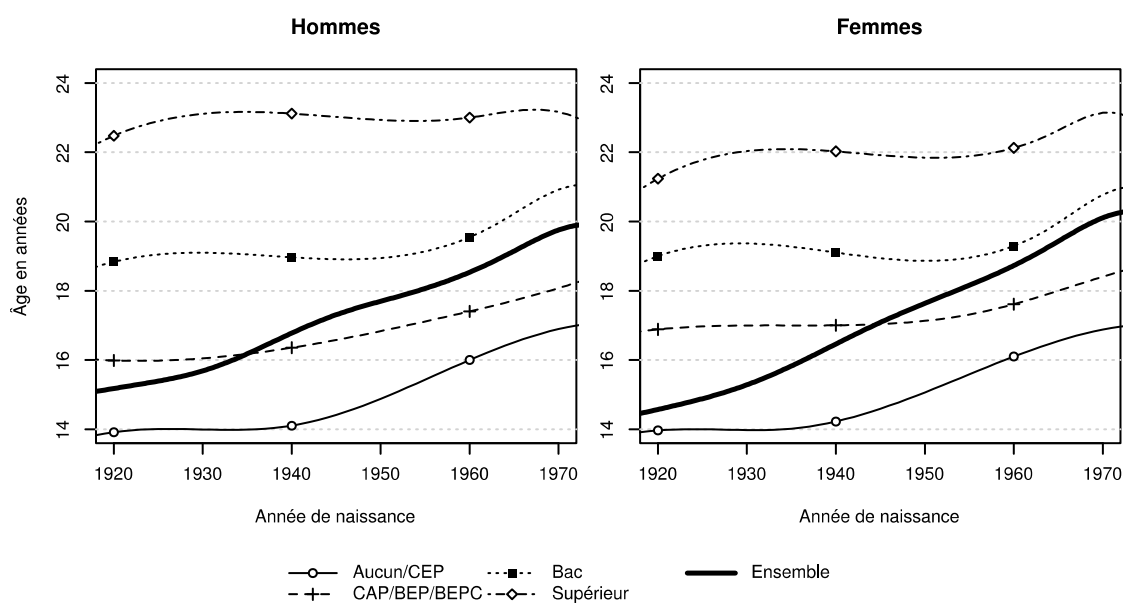 Hommes
Femmes
Âge en années
24
22
20
18
16
14
24
22
20
18
16
14
1920 1930 1940 1950 1960 1970
1920 1930 1940 1950 1960 1970
Année de naissance
Année de naissance
Aucun/CEP Bac Ensemble
CAP/BEP/BEPC Supérieur